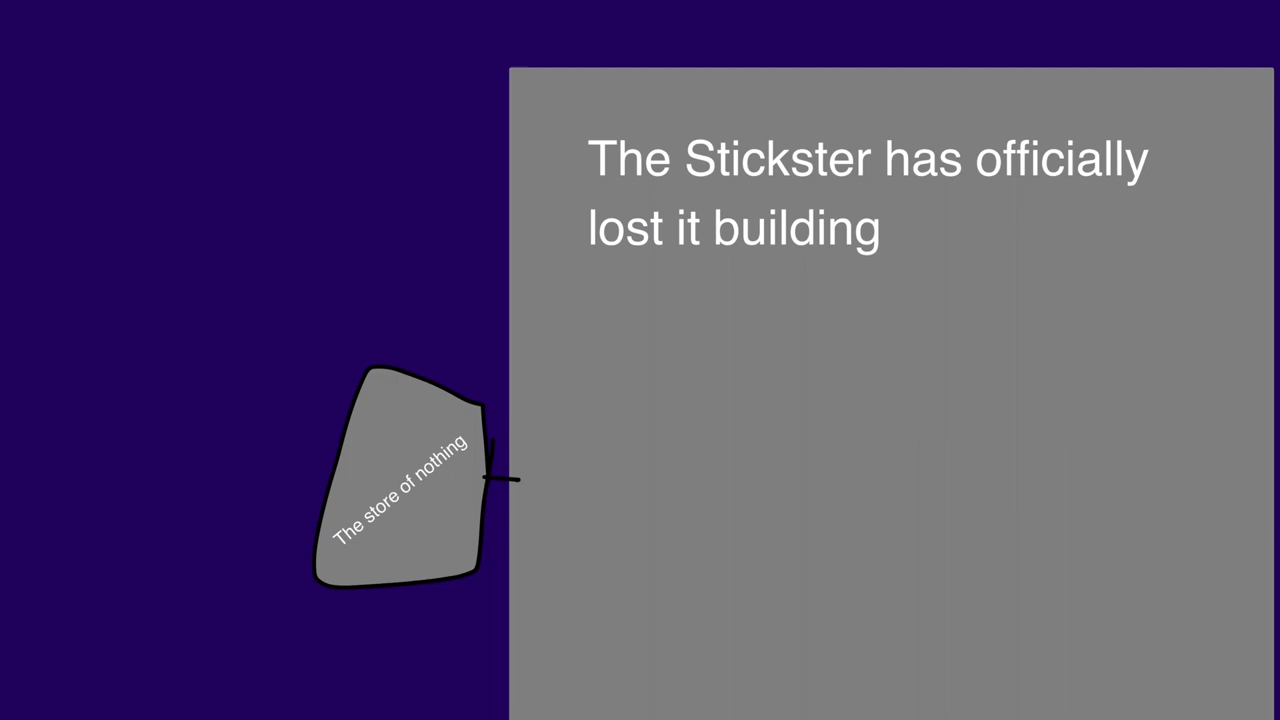 The Stickster has officially
lost it building
The store of nothing